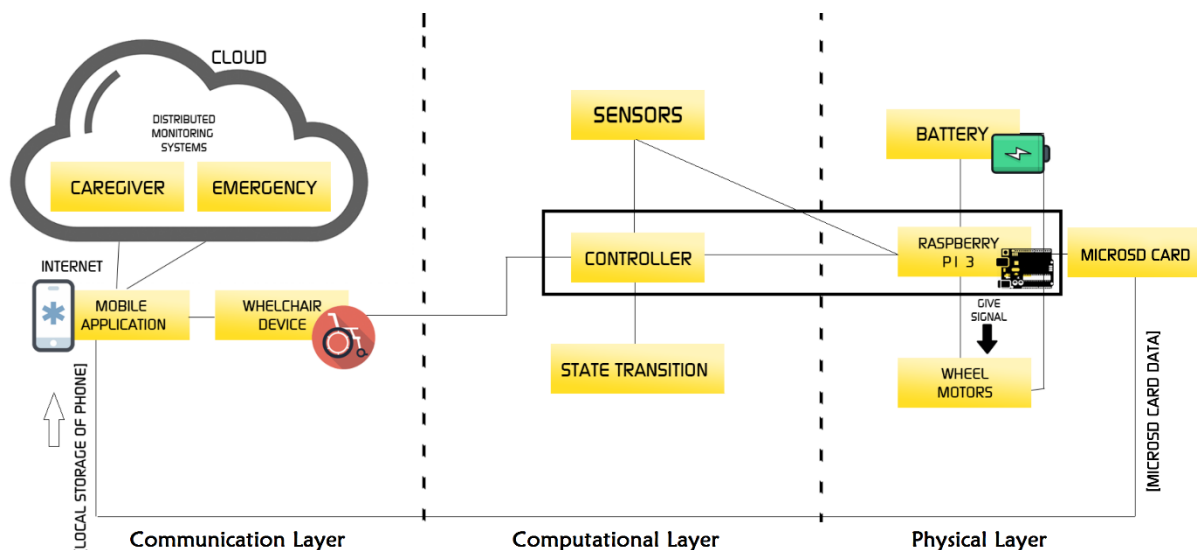 CLOUD
DISTRIBUTED
MONITORING
SYSTEMS
CAREGIVER
EMERGENCY
INTERNET
MOBILE
APPLICATION
WHELCHAIR
DEVICE
[LOCAL STORAGE OF PHONE]
Communication Layer
SENSORS
CONTROLLER
STATE TRANSITION
Computational Layer
BATTERY
RASPBERRY
PI 3
MICROSD CARD
GIVE
SIGNAL
WHEEL
MOTORS
[MICROSD CARD DATA]
Physical Layer